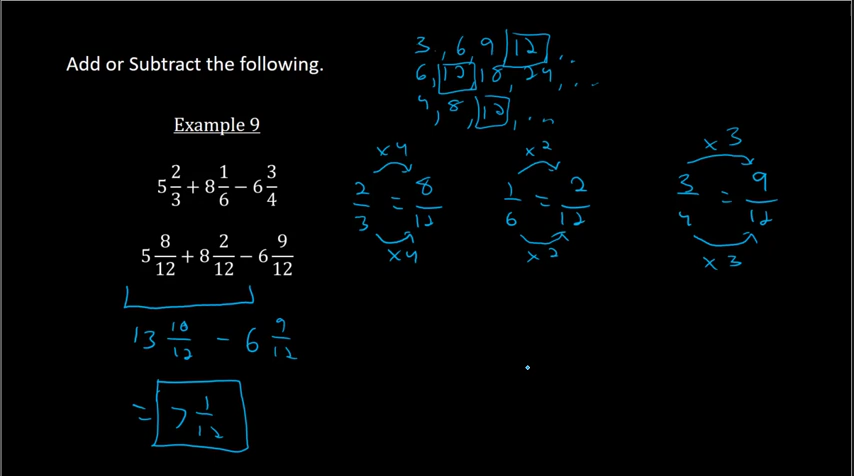 Add or Subtract the following.
Example 9
5 2/3 + 8 1/6 − 6 3/4
5 8/12 + 8 2/12 − 6 9/12
13 10/12 − 6 9/12
= 7 1/12
3, 6, 9 12 ...
6, 12, 18, 24, ...
4, 8, 12, ...
×4
2/3 = 8/12
×4
×2
1/6 = 2/12
×2
×3
3/4 = 9/12
×3